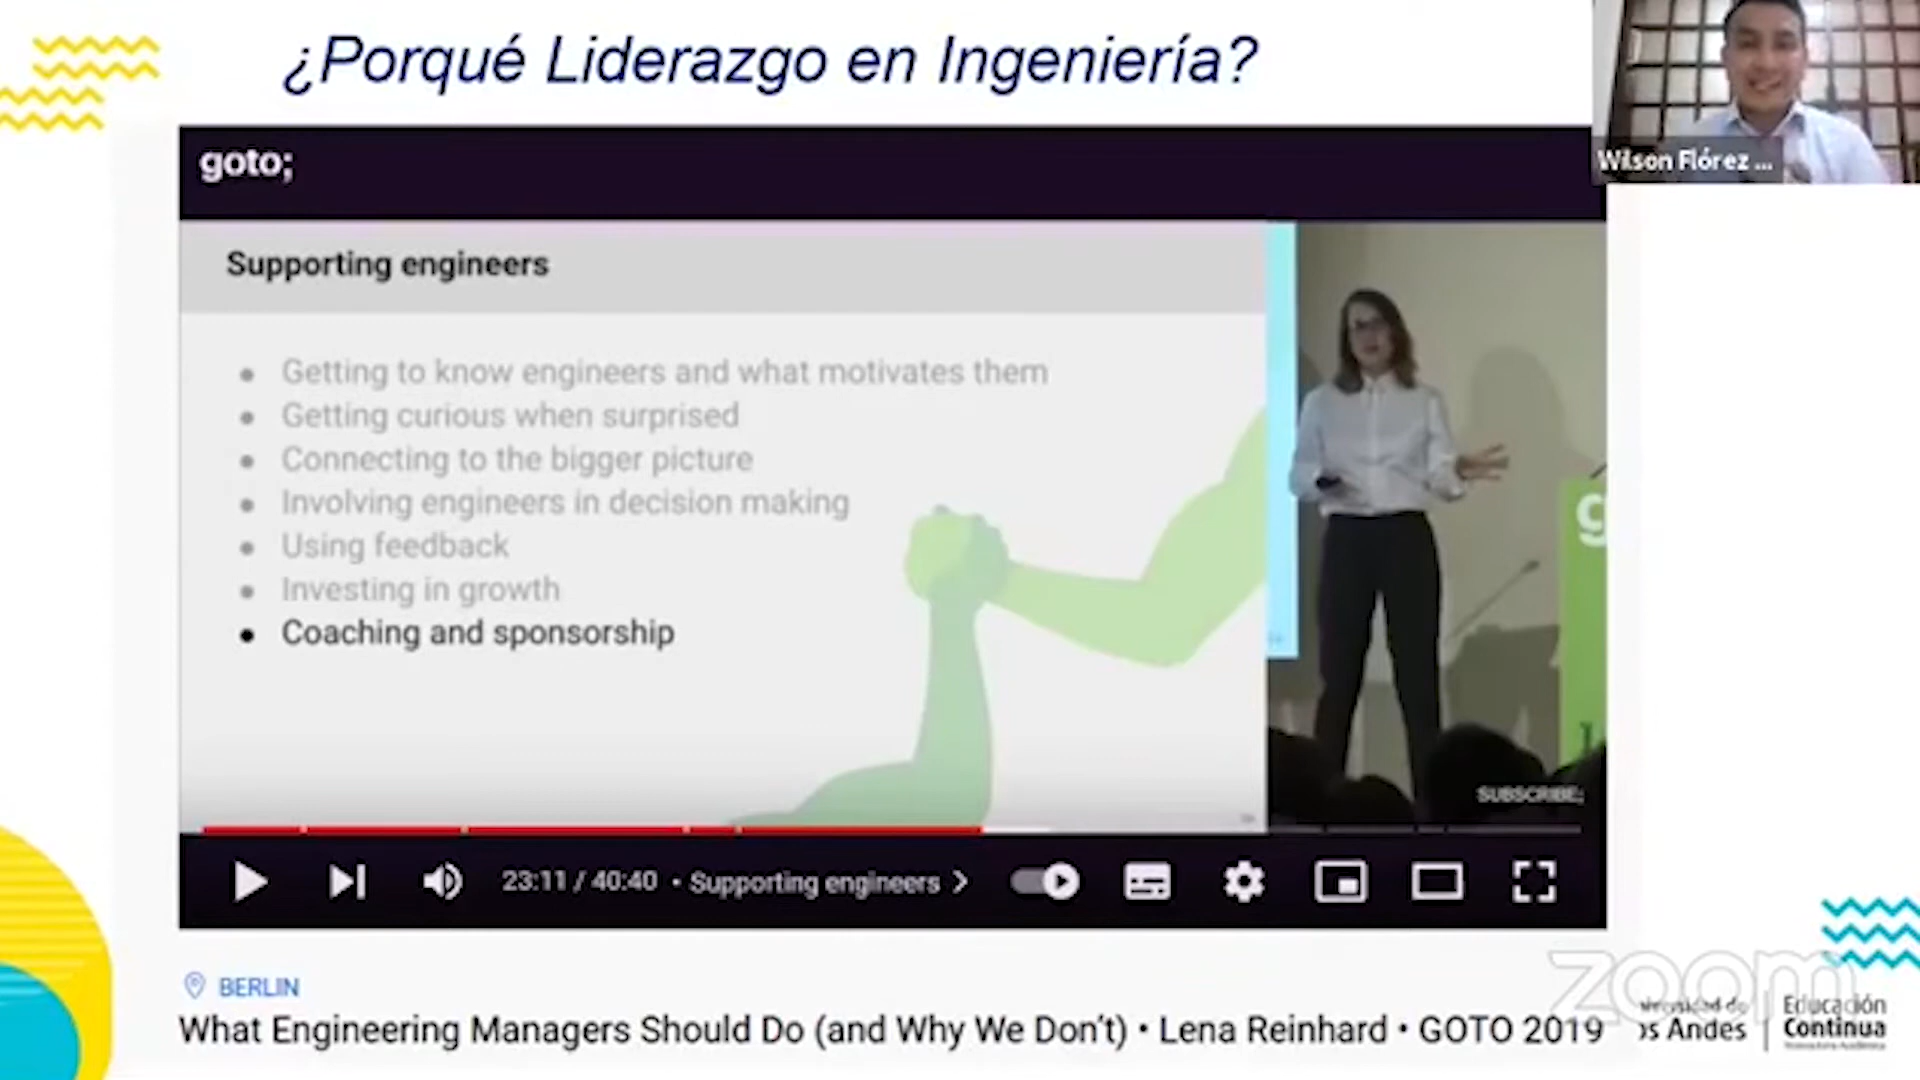 ¿Porqué Liderazgo en Ingeniería?
Wilson Flórez ...
goto;
Supporting engineers
Getting to know engineers and what motivates them
Getting curious when surprised
Connecting to the bigger picture
Involving engineers in decision making
Using feedback
Investing in growth
Coaching and sponsorship
g
SUBSCRIBE;
23:11 / 40:40 • Supporting engineers >
BERLIN
What Engineering Managers Should Do (and Why We Don't) • Lena Reinhard • GOTO 2019
zoom
de
Andes
Educación
Continua